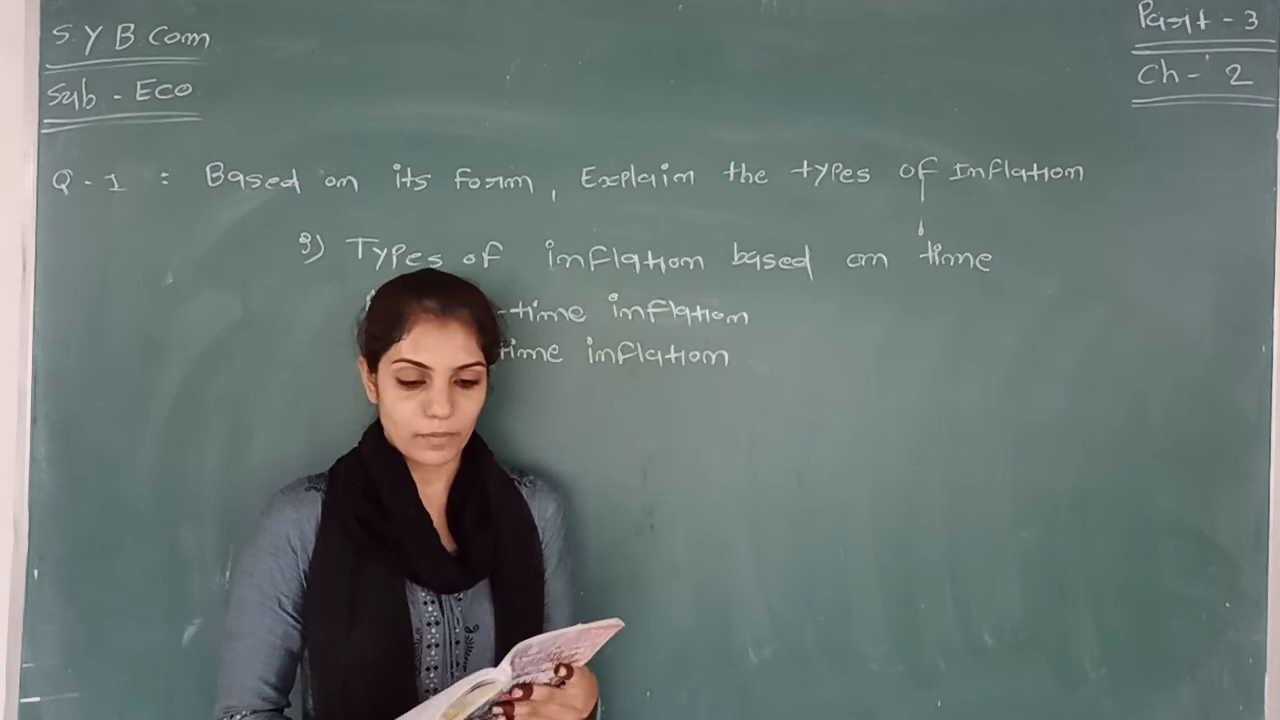 S Y B Com
Sub - Eco
Part - 3
Ch - 2
Q - 1 : Based on its form, Explain the types of Inflation
3) Types of inflation based on time
-time inflation
time inflation